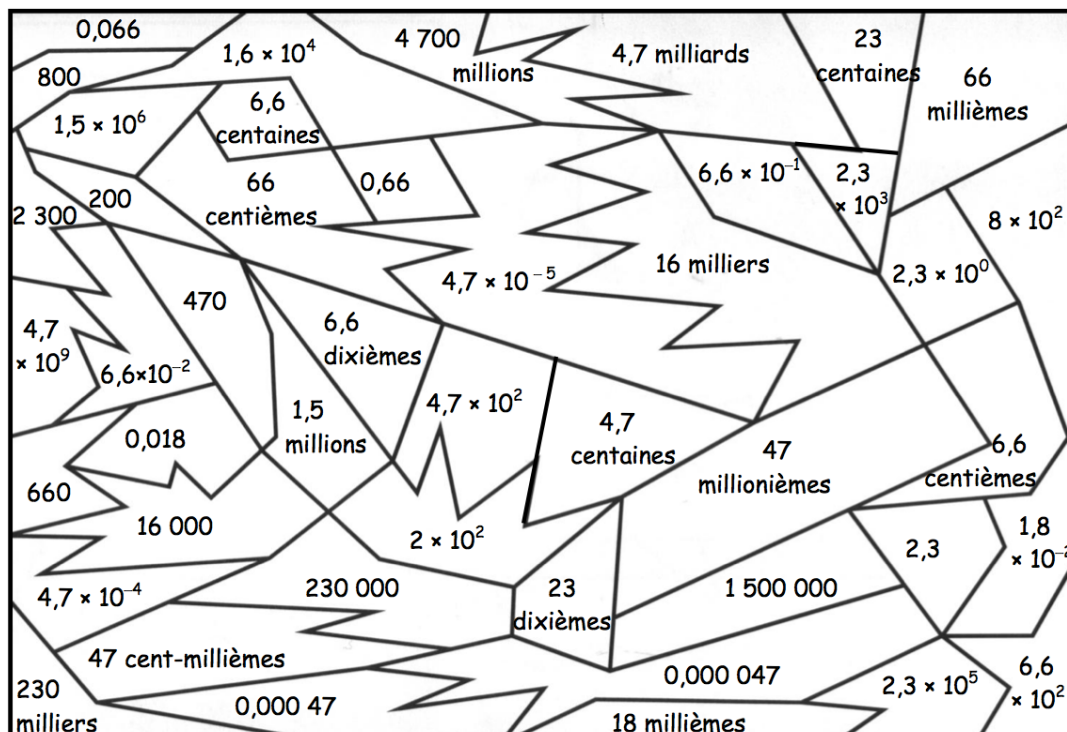 0,066
4 700
millions
1,6 × 10⁴
4,7 milliards
23
centaines
800
66
millièmes
1,5 × 10⁶
6,6
centaines
66
centièmes
0,66
6,6 × 10⁻¹
2,3
× 10³
200
2 300
8 × 10²
4,7 × 10⁻⁵
16 milliers
2,3 × 10⁰
470
4,7
× 10⁹
6,6
dixièmes
6,6×10⁻²
4,7 × 10²
1,5
millions
0,018
4,7
centaines
47
millionièmes
6,6
centièmes
660
16 000
2 × 10²
2,3
1,8
× 10⁻²
4,7 × 10⁻⁴
230 000
23
dixièmes
1 500 000
47 cent-millièmes
0,000 047
2,3 × 10⁵
6,6
× 10²
230
milliers
0,000 47
18 millièmes